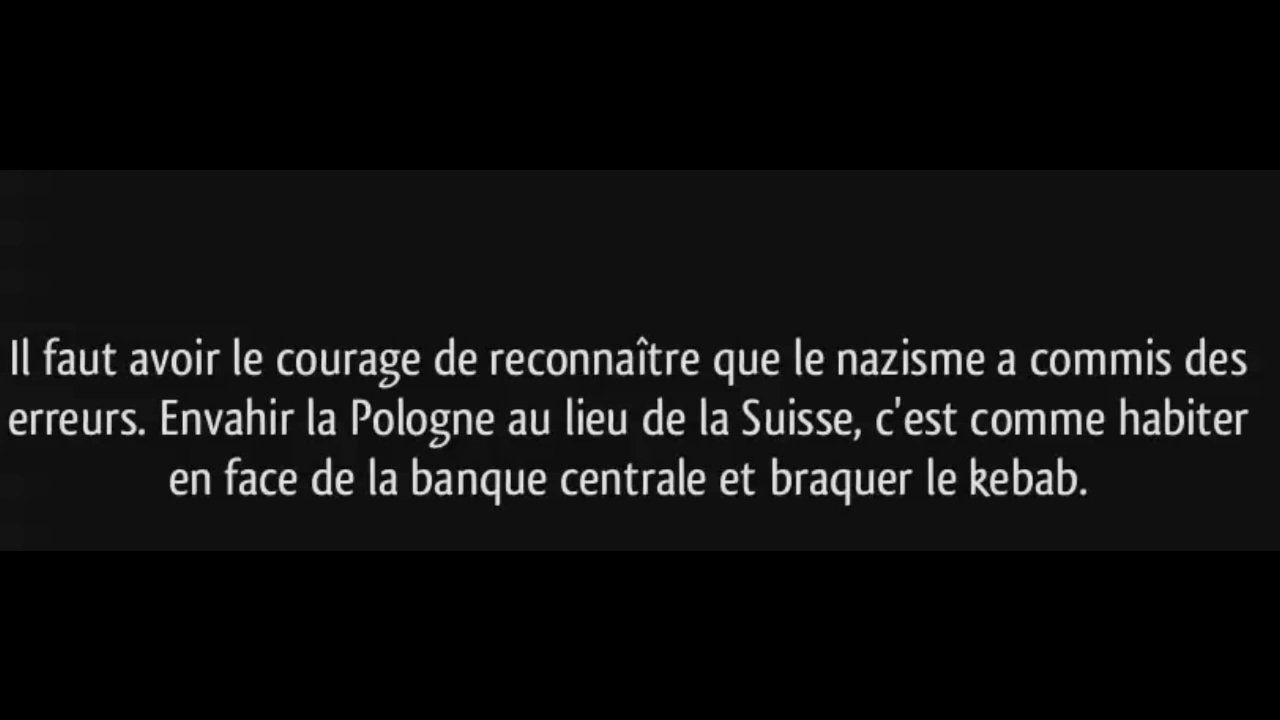 Il faut avoir le courage de reconnaître que le nazisme a commis des
erreurs. Envahir la Pologne au lieu de la Suisse, c'est comme habiter
en face de la banque centrale et braquer le kebab.